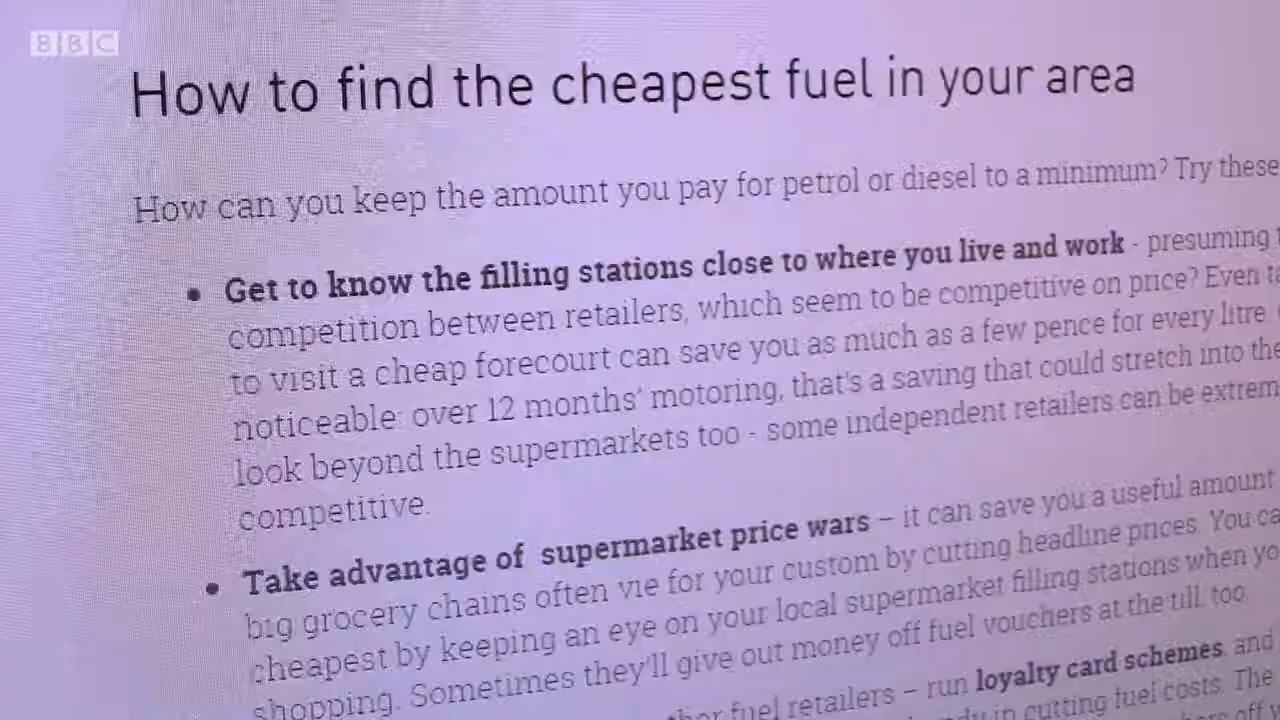 BBC
How to find the cheapest fuel in your area
How can you keep the amount you pay for petrol or diesel to a minimum? Try these
• Get to know the filling stations close to where you live and work - presuming
competition between retailers, which seem to be competitive on price? Even
to visit a cheap forecourt can save you as much as a few pence for every litre.
noticeable: over 12 months' motoring, that's a saving that could stretch into the
look beyond the supermarkets too - some independent retailers can be
competitive.
• Take advantage of supermarket price wars – it can save you a useful amount
big grocery chains often vie for your custom by cutting headline prices. You
cheapest by keeping an eye on your local supermarket filling stations when
shopping. Sometimes they'll give out money off fuel vouchers at the till, too.
fuel retailers – run loyalty card schemes, and
in cutting fuel costs. The
off